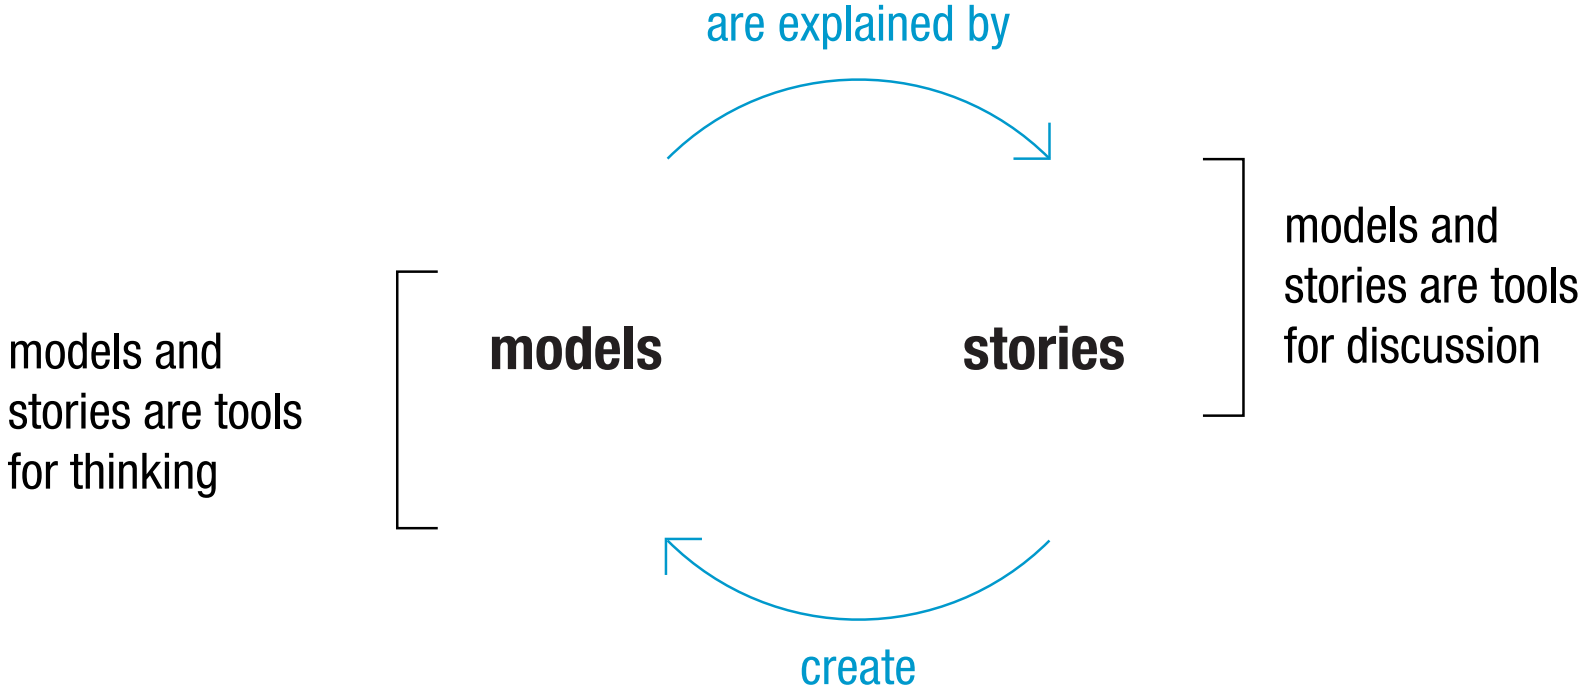 are explained by
models and
stories are tools
for discussion
models
stories
models and
stories are tools
for thinking
create